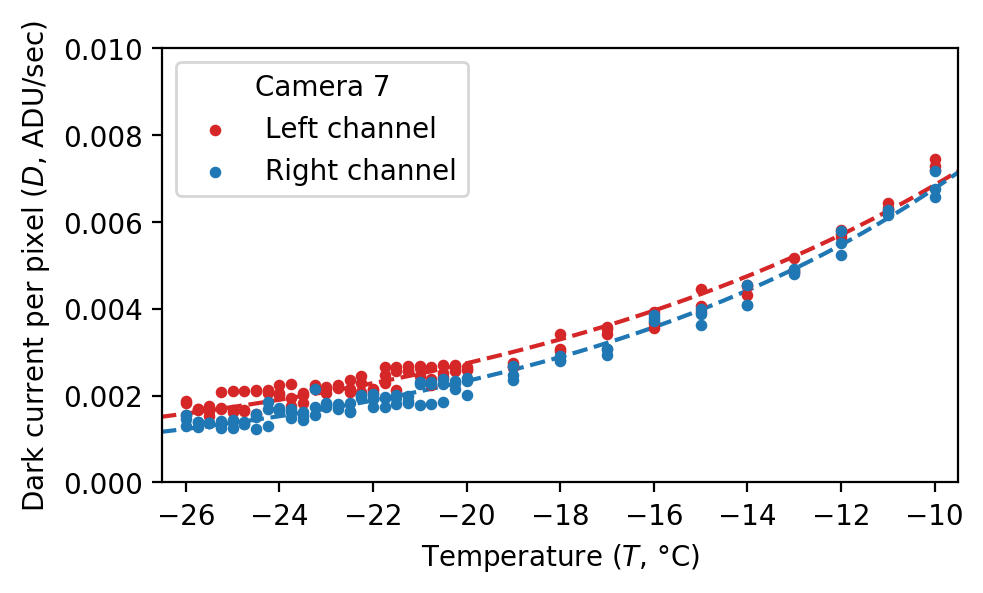 Dark current per pixel (D, ADU/sec)
0.010
0.008
0.006
0.004
0.002
0.000
Camera 7
Left channel
Right channel
−26 −24 −22 −20 −18 −16 −14 −12 −10
Temperature (T, °C)